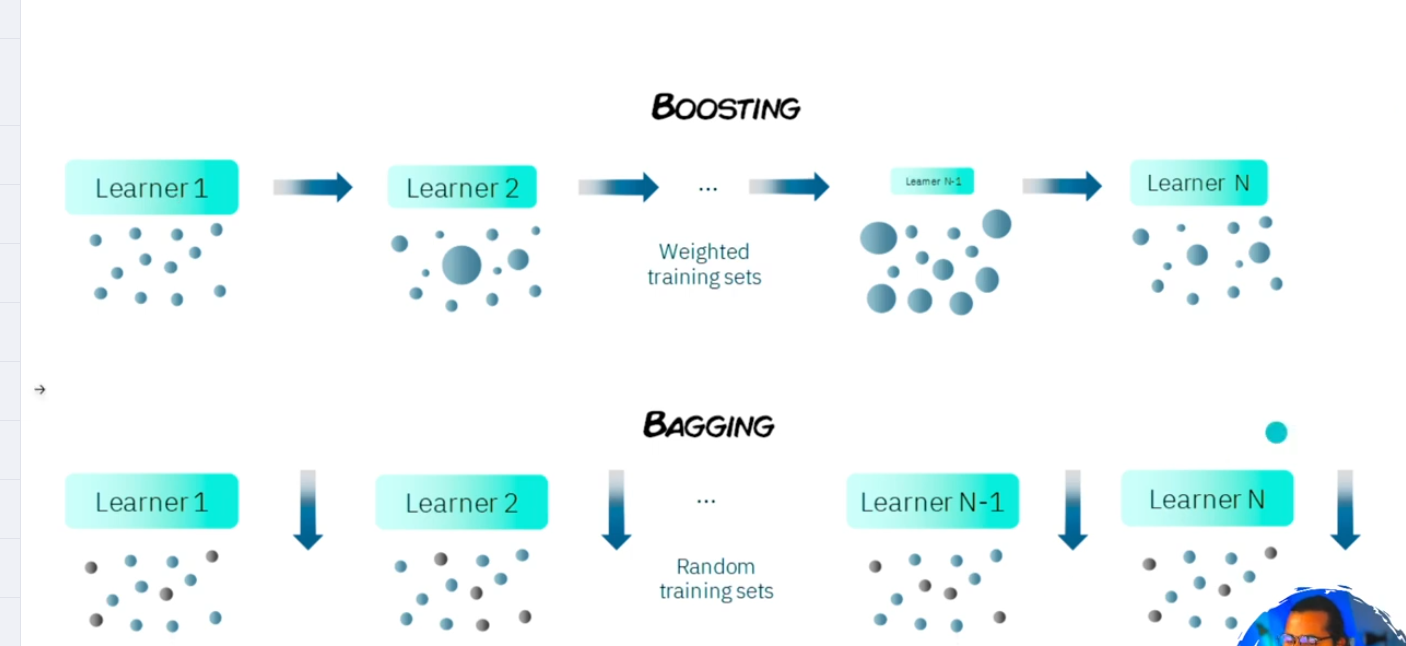 BOOSTING
Learner 1
Learner 2
...
Learner N-1
Learner N
Weighted
training sets
BAGGING
Learner 1
Learner 2
...
Learner N-1
Learner N
Random
training sets